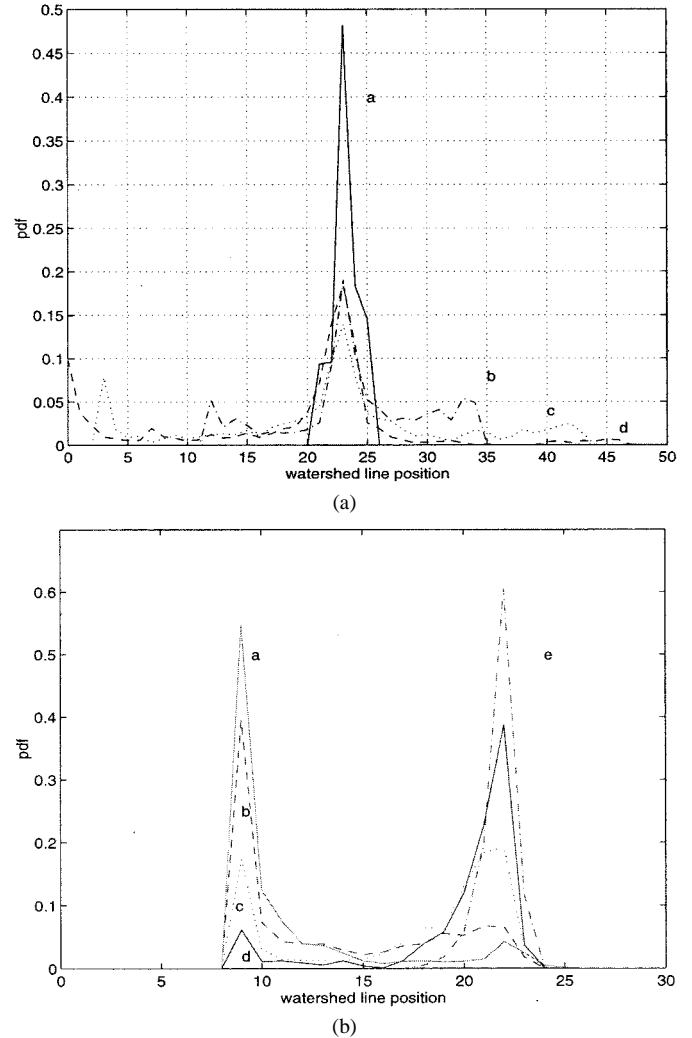 0.5
0.45
0.4
0.35
0.3
0.25
0.2
0.15
0.1
0.05
0
pdf
a
b
c
d
0 5 10 15 20 25 30 35 40 45 50
watershed line position
(a)
0.6
0.5
0.4
0.3
0.2
0.1
0
pdf
a
e
b
c
d
0 5 10 15 20 25 30
watershed line position
(b)